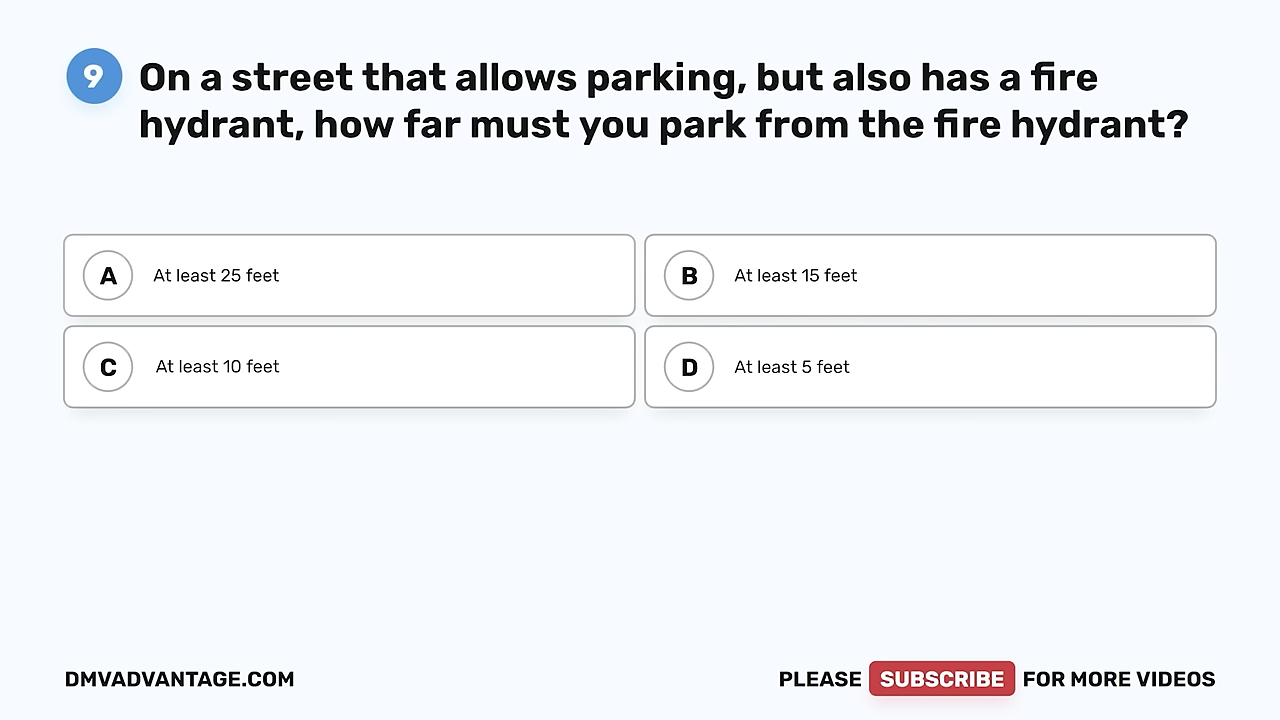 9 On a street that allows parking, but also has a fire
hydrant, how far must you park from the fire hydrant?
A At least 25 feet
B At least 15 feet
C At least 10 feet
D At least 5 feet
DMVADVANTAGE.COM
PLEASE SUBSCRIBE FOR MORE VIDEOS